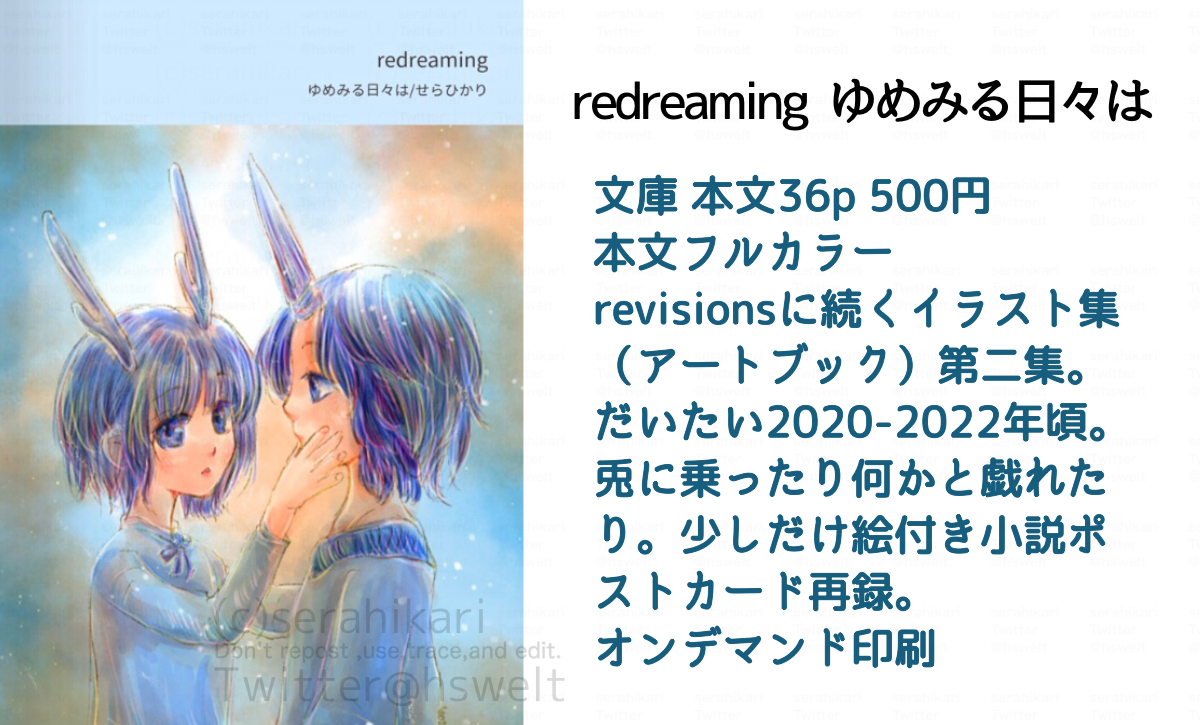 redreaming
ゆめみる日々は/せらひかり
redreaming ゆめみる日々は
文庫 本文36p 500円
本文フルカラー
revisionsに続くイラスト集
（アートブック）第二集。
だいたい2020-2022年頃。
兎に乗ったり何かと戯れた
り。少しだけ絵付き小説ポ
ストカード再録。
オンデマンド印刷
(c)serahikari
Don't repost ,use,trace,and edit.
Twitter@hswelt